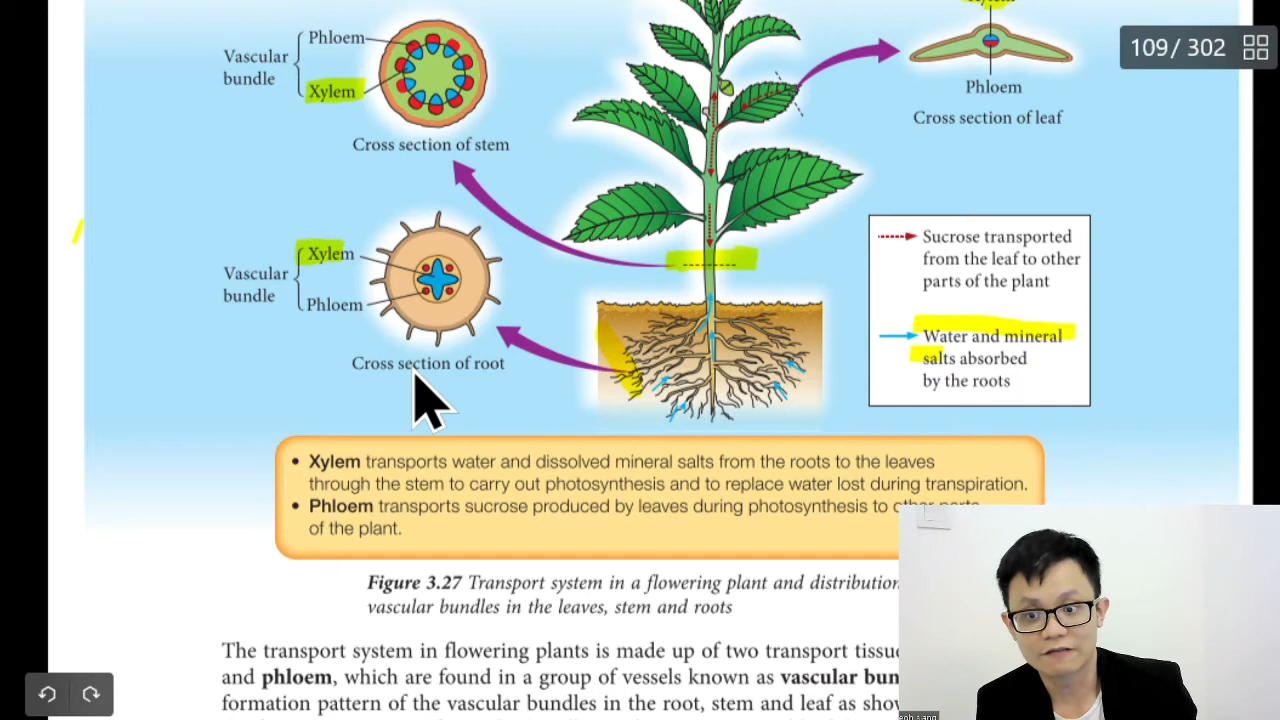 109/ 302
Phloem
Vascular
bundle
Xylem
Cross section of stem
Phloem
Cross section of leaf
Xylem
Vascular
bundle
Phloem
Cross section of root
Sucrose transported
from the leaf to other
parts of the plant
Water and mineral
salts absorbed
by the roots
• Xylem transports water and dissolved mineral salts from the roots to the leaves
through the stem to carry out photosynthesis and to replace water lost during transpiration.
• Phloem transports sucrose produced by leaves during photosynthesis to other parts
of the plant.
Figure 3.27 Transport system in a flowering plant and distribution
vascular bundles in the leaves, stem and roots
The transport system in flowering plants is made up of two transport
and phloem, which are found in a group of vessels known as vascular
formation pattern of the vascular bundles in the root, stem and leaf as